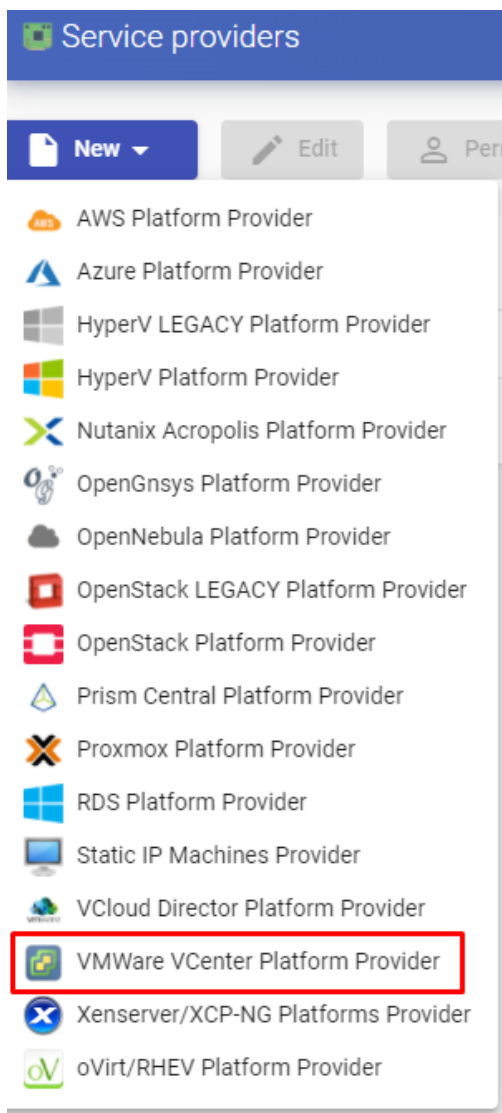 Service providers
New
Edit
Per
AWS Platform Provider
Azure Platform Provider
HyperV LEGACY Platform Provider
HyperV Platform Provider
Nutanix Acropolis Platform Provider
OpenGnsys Platform Provider
OpenNebula Platform Provider
OpenStack LEGACY Platform Provider
OpenStack Platform Provider
Prism Central Platform Provider
Proxmox Platform Provider
RDS Platform Provider
Static IP Machines Provider
VCloud Director Platform Provider
VMWare VCenter Platform Provider
Xenserver/XCP-NG Platforms Provider
oVirt/RHEV Platform Provider